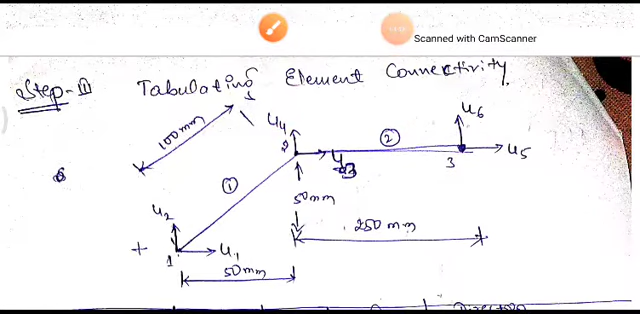 Scanned with CamScanner
Step-III Tabulating Element Connectivity.
100mm
u4
2
u3
②
u6
3
u5
①
50mm
u2
1
u1
250 mm
50mm
Direction